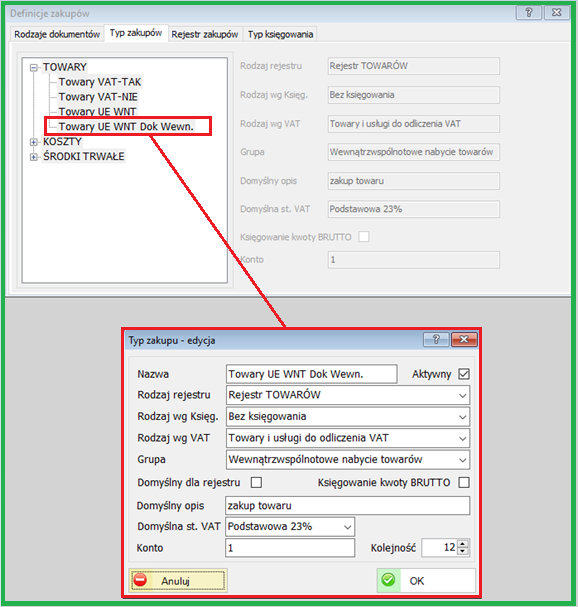 Definicje zakupów
Rodzaje dokumentów Typ zakupów Rejestr zakupów Typ księgowania
TOWARY
Towary VAT-TAK
Towary VAT-NIE
Towary UE WNT
Towary UE WNT Dok Wewn.
KOSZTY
ŚRODKI TRWAŁE
Rodzaj rejestru Rejestr TOWARÓW
Rodzaj wg Księg. Bez księgowania
Rodzaj wg VAT Towary i usługi do odliczenia VAT
Grupa Wewnątrzwspólnotowe nabycie towarów
Domyślny opis zakup towaru
Domyślna st. VAT Podstawowa 23%
Księgowanie kwoty BRUTTO
Konto 1
Typ zakupu - edycja
Nazwa Towary UE WNT Dok Wewn. Aktywny
Rodzaj rejestru Rejestr TOWARÓW
Rodzaj wg Księg. Bez księgowania
Rodzaj wg VAT Towary i usługi do odliczenia VAT
Grupa Wewnątrzwspólnotowe nabycie towarów
Domyślny dla rejestru Księgowanie kwoty BRUTTO
Domyślny opis zakup towaru
Domyślna st. VAT Podstawowa 23%
Konto 1 Kolejność 12
Anuluj OK